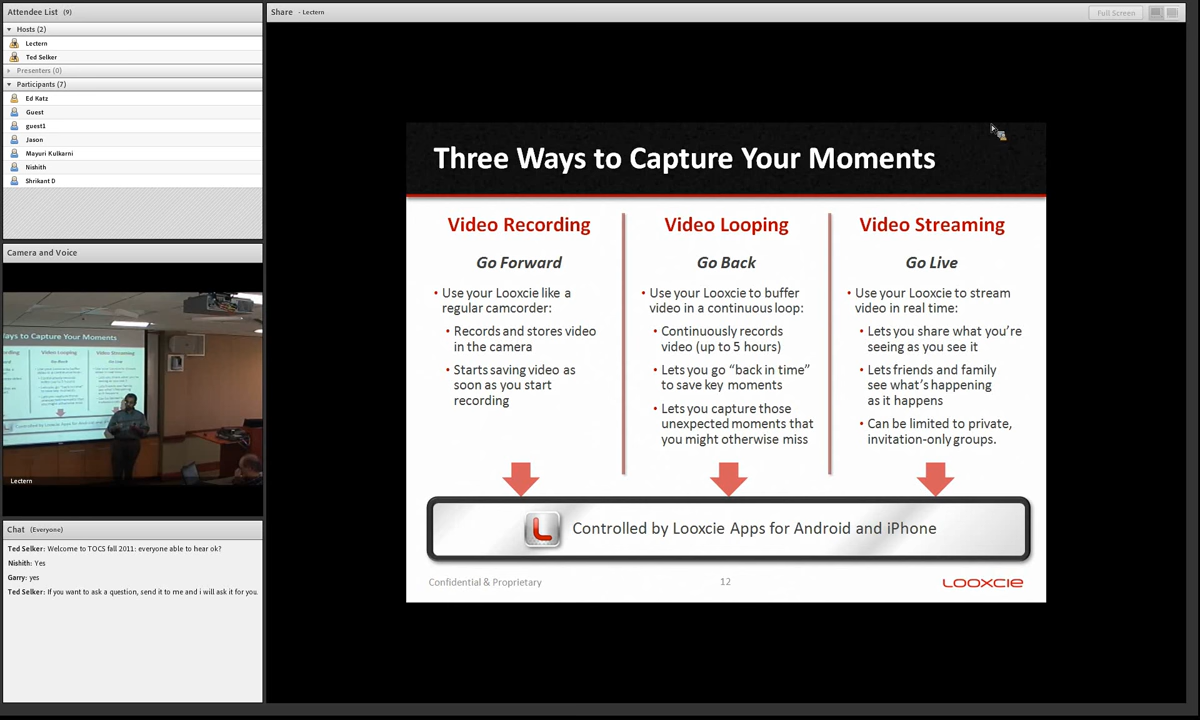 Attendee List (9)
Hosts (2)
Lectern
Ted Selker
Presenters (0)
Participants (7)
Ed Katz
Guest
guest1
Jason
Mayuri Kulkarni
Nishith
Shrikant D
Camera and Voice
Ways to Capture Your Moments
Video Looping
Video Streaming
Lectern
Chat (Everyone)
Ted Selker: Welcome to TOCS fall 2011: everyone able to hear ok?
Nishith: Yes
Garry: yes
Ted Selker: If you want to ask a question, send it to me and i will ask it for you.
Share - Lectern
Full Screen
Three Ways to Capture Your Moments
Video Recording
Go Forward
• Use your Looxcie like a
regular camcorder:
• Records and stores video
in the camera
• Starts saving video as
soon as you start
recording
Video Looping
Go Back
• Use your Looxcie to buffer
video in a continuous loop:
• Continuously records
video (up to 5 hours)
• Lets you go “back in time”
to save key moments
• Lets you capture those
unexpected moments that
you might otherwise miss
Video Streaming
Go Live
• Use your Looxcie to stream
video in real time:
• Lets you share what you’re
seeing as you see it
• Lets friends and family
see what’s happening
as it happens
• Can be limited to private,
invitation-only groups.
L Controlled by Looxcie Apps for Android and iPhone
Confidential & Proprietary
12
LOOXCIE